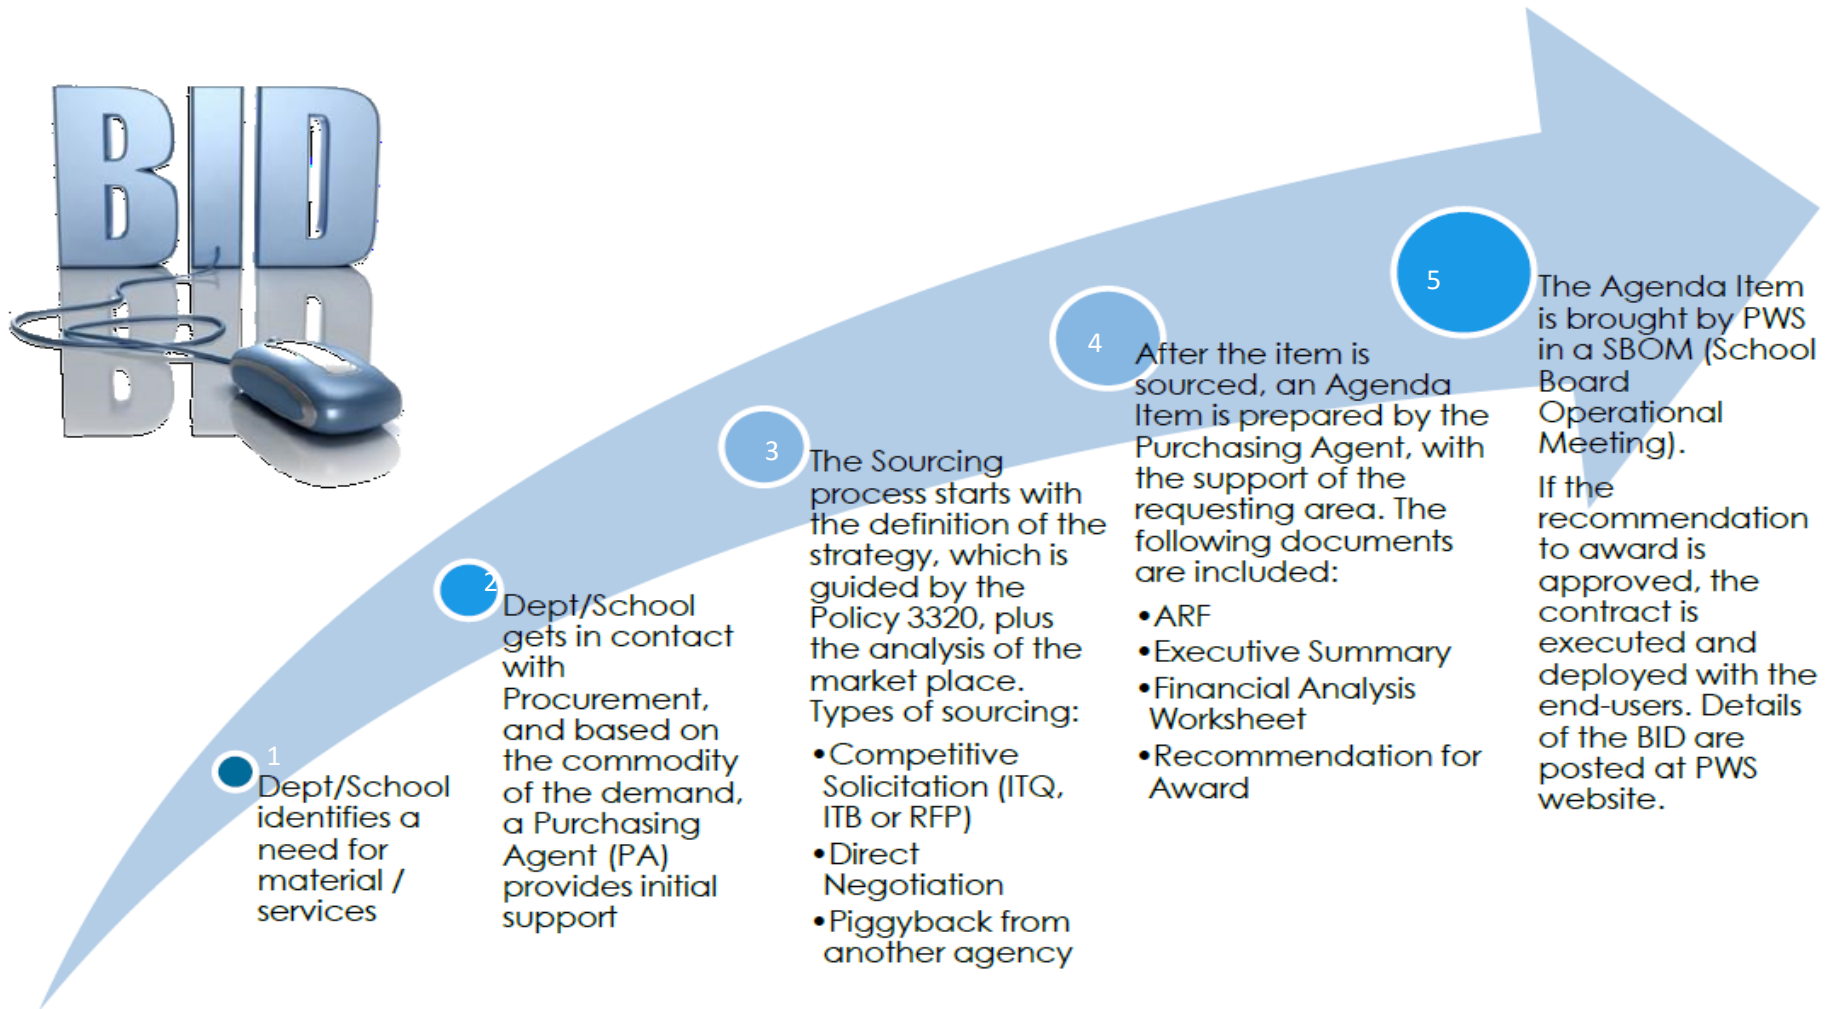 BID
1
Dept/School
identifies a
need for
material /
services
2
Dept/School
gets in contact
with
Procurement,
and based on
the commodity
of the demand,
a Purchasing
Agent (PA)
provides initial
support
3
The Sourcing
process starts with
the definition of the
strategy, which is
guided by the
Policy 3320, plus
the analysis of the
market place.
Types of sourcing:
•Competitive
Solicitation (ITQ,
ITB or RFP)
•Direct
Negotiation
•Piggyback from
another agency
4
After the item is
sourced, an Agenda
Item is prepared by the
Purchasing Agent, with
the support of the
requesting area. The
following documents
are included:
•ARF
•Executive Summary
•Financial Analysis
Worksheet
•Recommendation for
Award
5
The Agenda Item
is brought by PWS
in a SBOM (School
Board
Operational
Meeting).
If the
recommendation
to award is
approved, the
contract is
executed and
deployed with the
end-users. Details
of the BID are
posted at PWS
website.